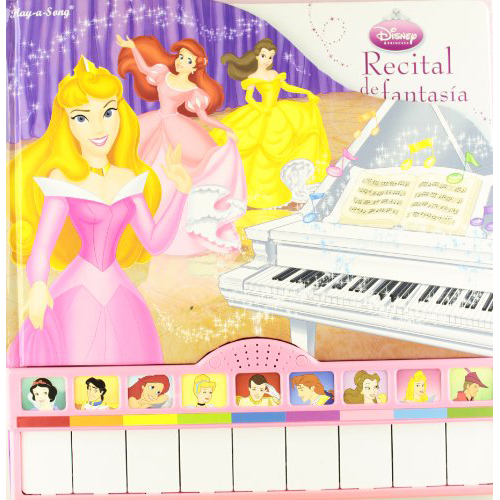 Play-a-Song®
Disney
PRINCESS
Recital
de fantasía